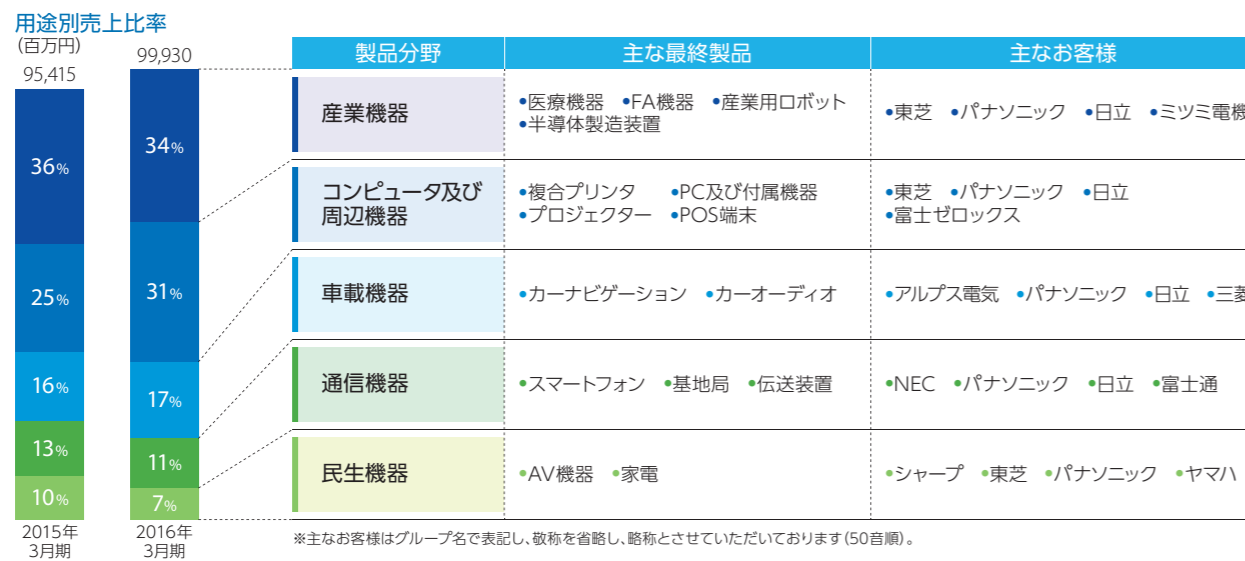 用途別売上比率
(百万円)
95,415
99,930
36%
25%
16%
13%
10%
34%
31%
17%
11%
7%
2015年
3月期
2016年
3月期
製品分野 主な最終製品 主なお客様
産業機器
•医療機器 •FA機器 •産業用ロボット
•半導体製造装置
•東芝 •パナソニック •日立 •ミツミ電機
コンピュータ及び
周辺機器
•複合プリンタ •PC及び付属機器
•プロジェクター •POS端末
•東芝 •パナソニック •日立
•富士ゼロックス
車載機器
•カーナビゲーション •カーオーディオ
•アルプス電気 •パナソニック •日立 •三菱
通信機器
•スマートフォン •基地局 •伝送装置
•NEC •パナソニック •日立 •富士通
民生機器
•AV機器 •家電
•シャープ •東芝 •パナソニック •ヤマハ
※主なお客様はグループ名で表記し、敬称を省略し、略称とさせていただいております(50音順)。